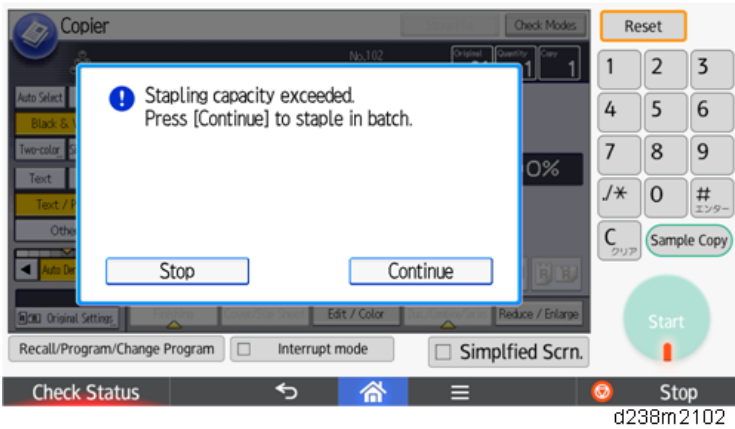 Copier
Check Modes
Reset
No.102
Original
Quantity
Copy
1
1
Stapling capacity exceeded.
Press [Continue] to staple in batch.
Auto Select
Black &
Two-color
Text
0%
Text / P
Othe
Auto Den
Stop
Continue
Original Settings
Edit / Color
Reduce / Enlarge
1
2
3
4
5
6
7
8
9
./*
0
#
エンター
C
クリア
Sample Copy
Start
Recall/Program/Change Program
Interrupt mode
Simplfied Scrn.
Check Status
Stop
d238m2102